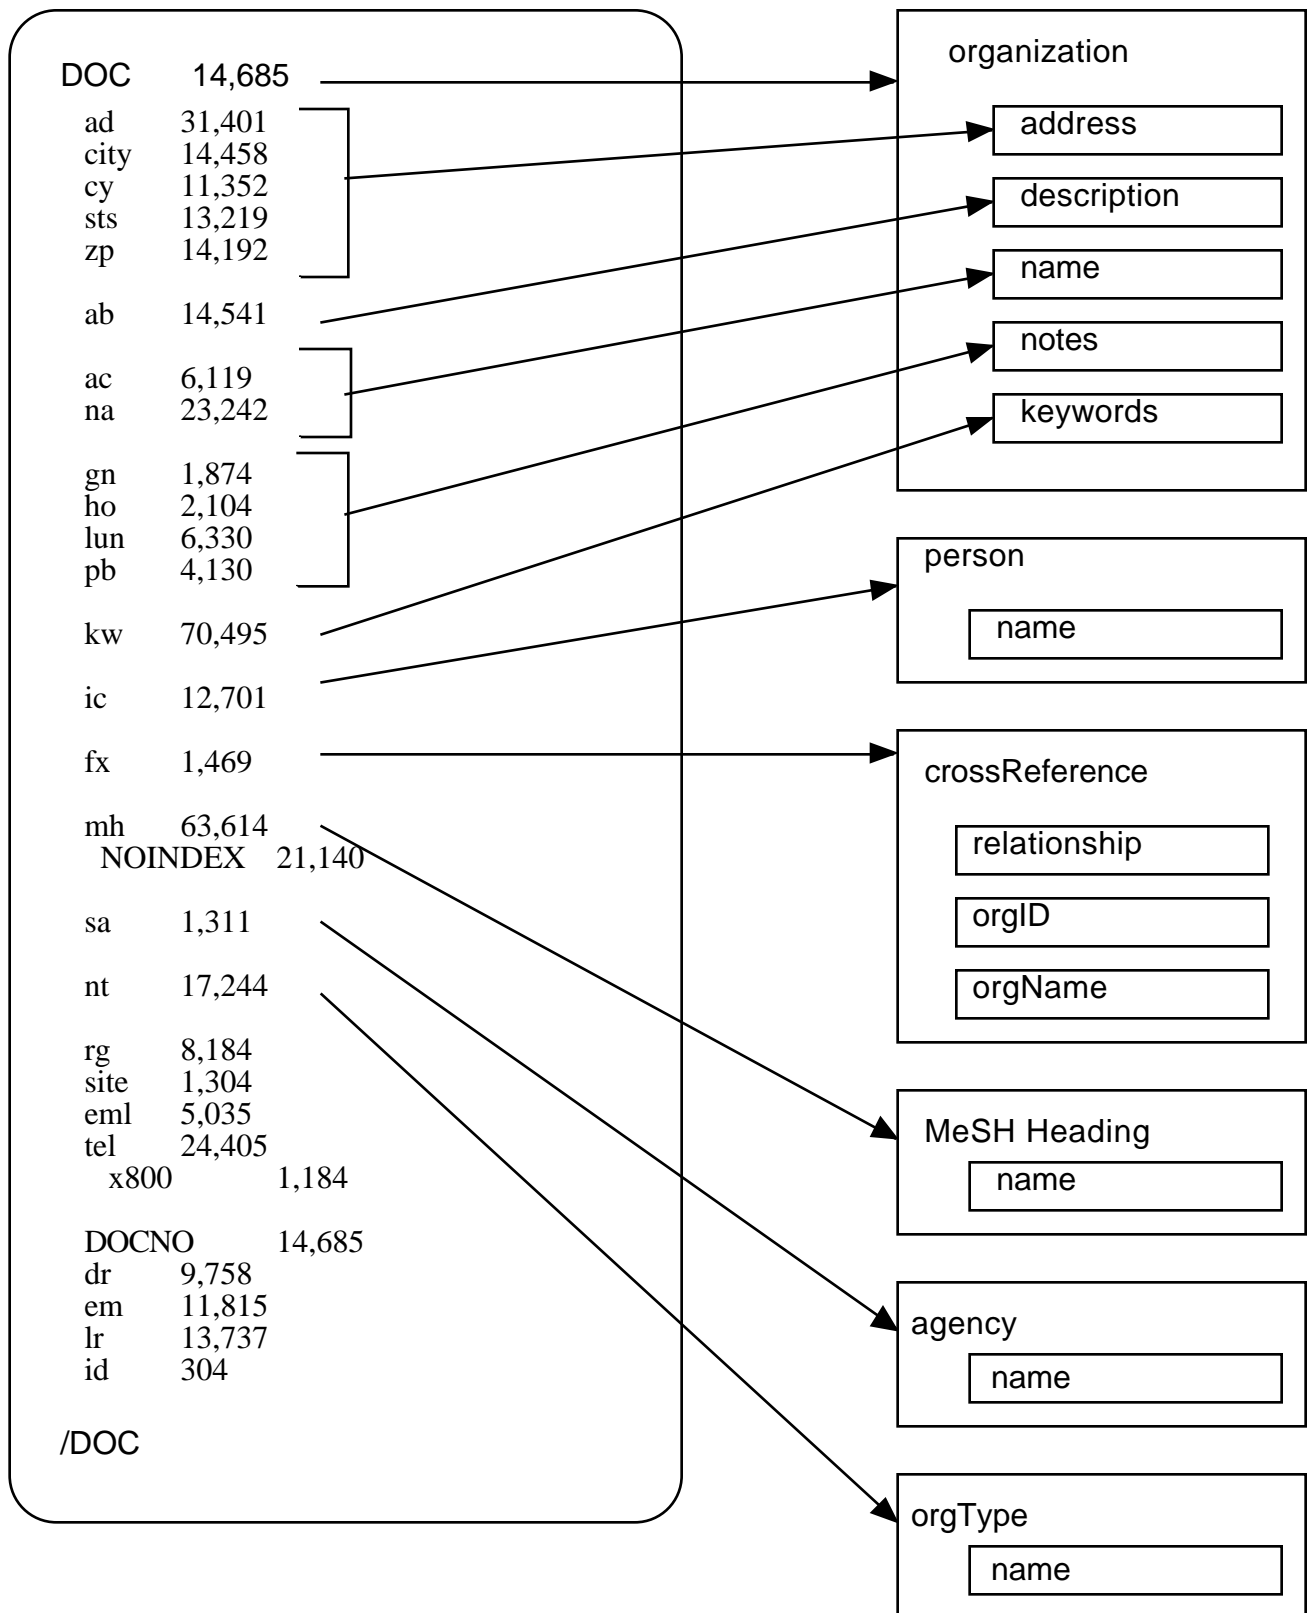 DOC 14,685
ad 31,401
city 14,458
cy 11,352
sts 13,219
zp 14,192
ab 14,541
ac 6,119
na 23,242
gn 1,874
ho 2,104
lun 6,330
pb 4,130
kw 70,495
ic 12,701
fx 1,469
mh 63,614
NOINDEX 21,140
sa 1,311
nt 17,244
rg 8,184
site 1,304
eml 5,035
tel 24,405
x800 1,184
DOCNO 14,685
dr 9,758
em 11,815
lr 13,737
id 304
/DOC
organization
address
description
name
notes
keywords
person
name
crossReference
relationship
orgID
orgName
MeSH Heading
name
agency
name
orgType
name